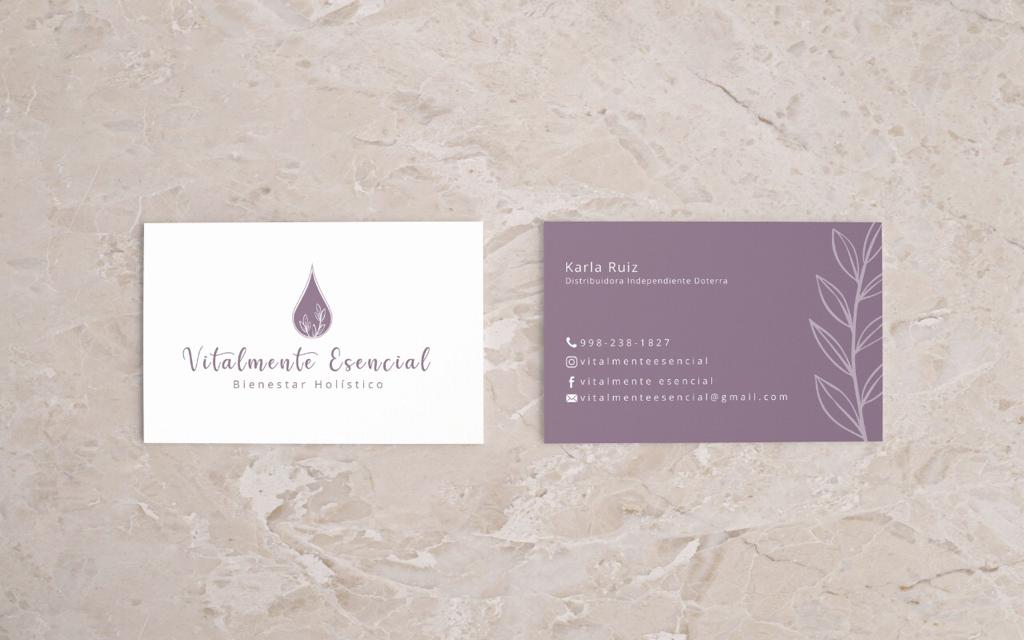 Vitalmente Esencial
Bienestar Holístico
Karla Ruiz
Distribuidora Independiente Doterra
998-238-1827
vitalmenteesencial
vitalmente esencial
vitalmenteesencial@gmail.com